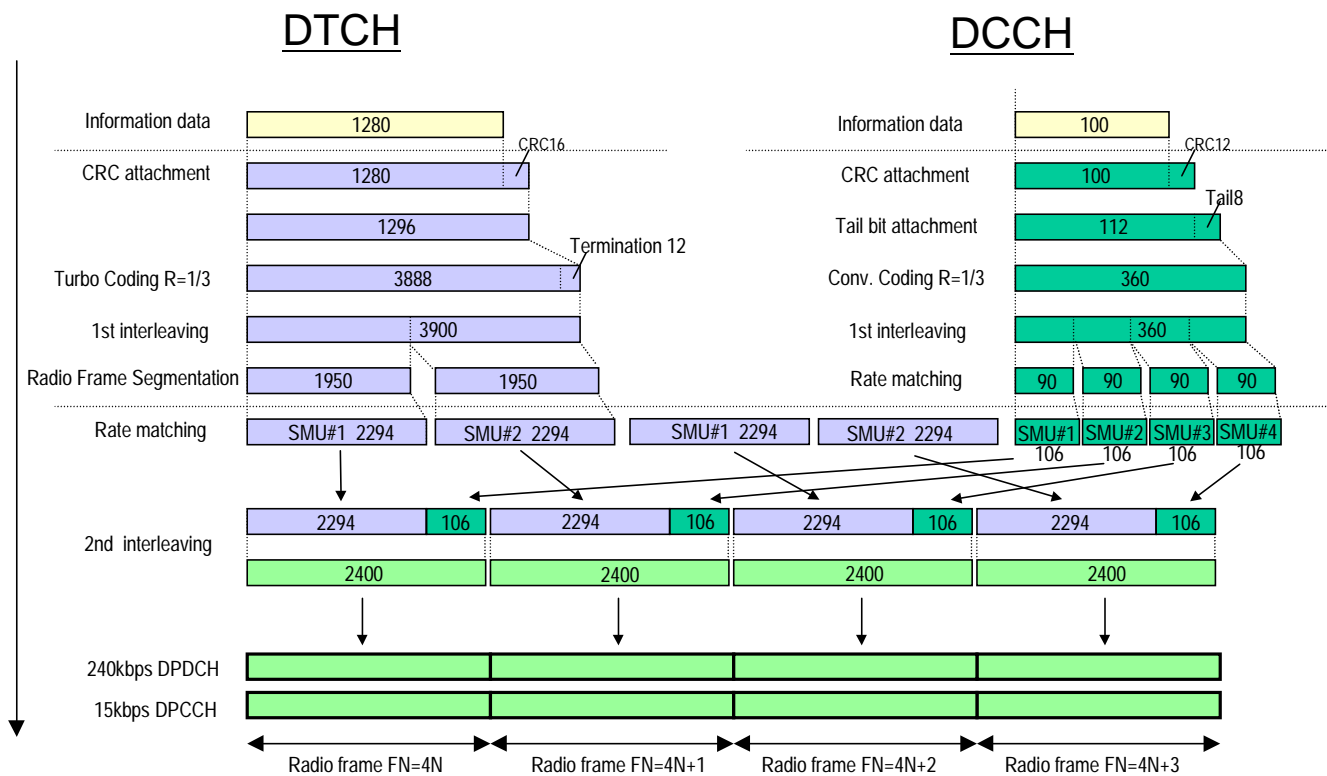 DTCH DCCH
Information data 1280 Information data 100
CRC16 CRC12
CRC attachment 1280 CRC attachment 100
Tail8
1296 Tail bit attachment 112
Termination 12
Turbo Coding R=1/3 3888 Conv. Coding R=1/3 360
1st interleaving 3900 1st interleaving 360
Radio Frame Segmentation 1950 1950 Rate matching 90 90 90 90
Rate matching SMU#1 2294 SMU#2 2294 SMU#1 2294 SMU#2 2294 SMU#1 SMU#2 SMU#3 SMU#4
106 106 106 106
2294 106 2294 106 2294 106 2294 106
2nd interleaving
2400 2400 2400 2400
240kbps DPDCH
15kbps DPCCH
Radio frame FN=4N Radio frame FN=4N+1 Radio frame FN=4N+2 Radio frame FN=4N+3